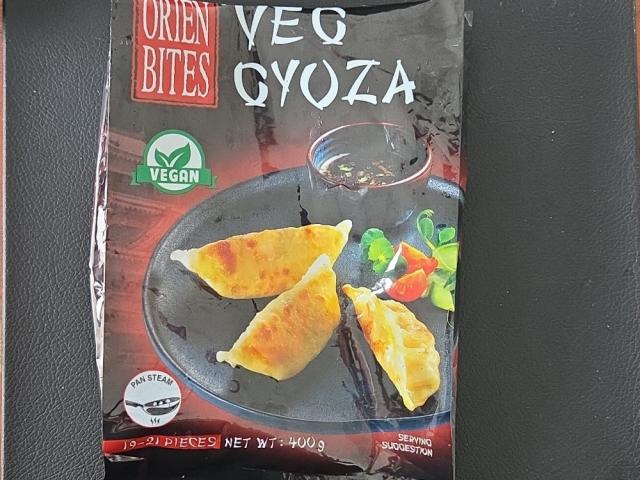 ORIEN
BITES
VEG
GYOZA
VEGAN
PAN STEAM
19-21 PIECES NET WT: 400g
SERVING
SUGGESTION